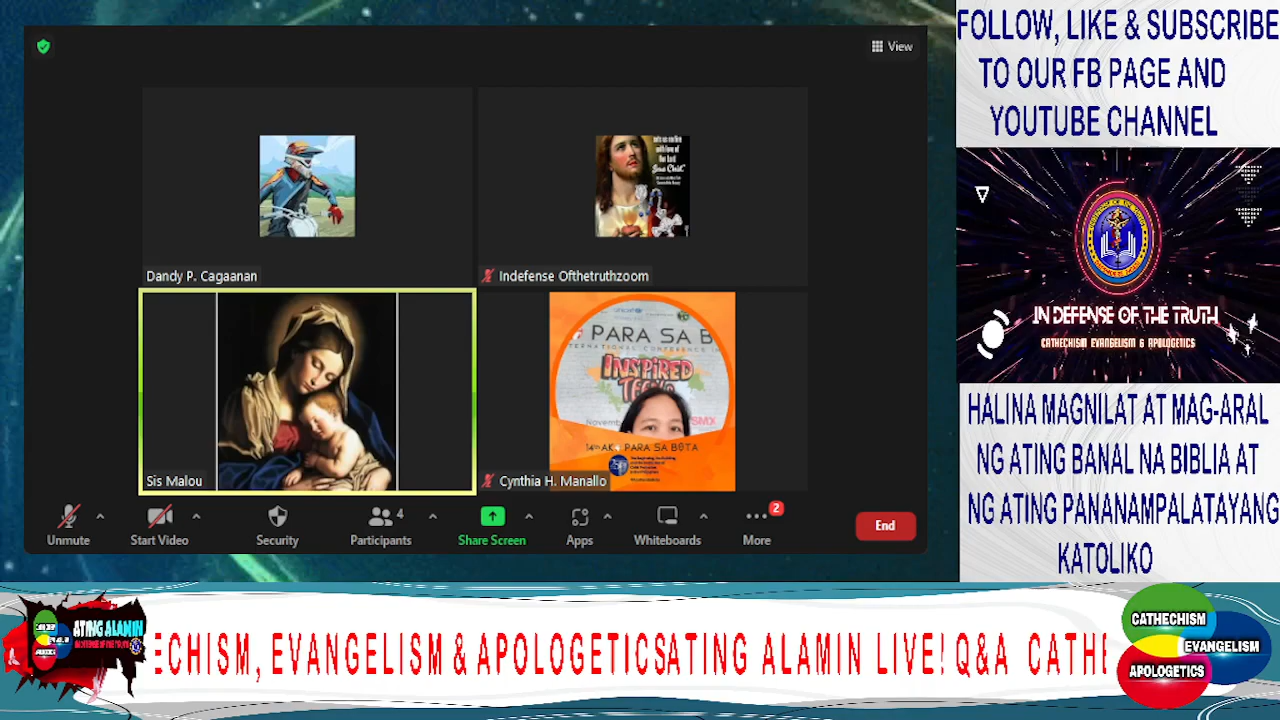 View
Dandy P. Cagaanan
Indefense Ofthetruthzoom
Sis Malou
PARA SA B
INSPiRED
Novem
SMX
PARA SA B
Cynthia H. Manallo
Unmute
Start Video
Security
4
Participants
Share Screen
Apps
Whiteboards
2
More
End
FOLLOW, LIKE & SUBSCRIBE
TO OUR FB PAGE AND
YOUTUBE CHANNEL
IN DEFENSE OF THE TRUTH
CATHECHISM EVANGELISM & APOLOGETICS
HALINA MAGNILAT AT MAG-ARAL
NG ATING BANAL NA BIBLIA AT
NG ATING PANANAMPALATAYANG
KATOLIKO
ATING ALAMIN
ECHISM, EVANGELISM & APOLOGETICSATING ALAMIN LIVE! Q&A CATHE
CATHECHISM
EVANGELISM
APOLOGETICS